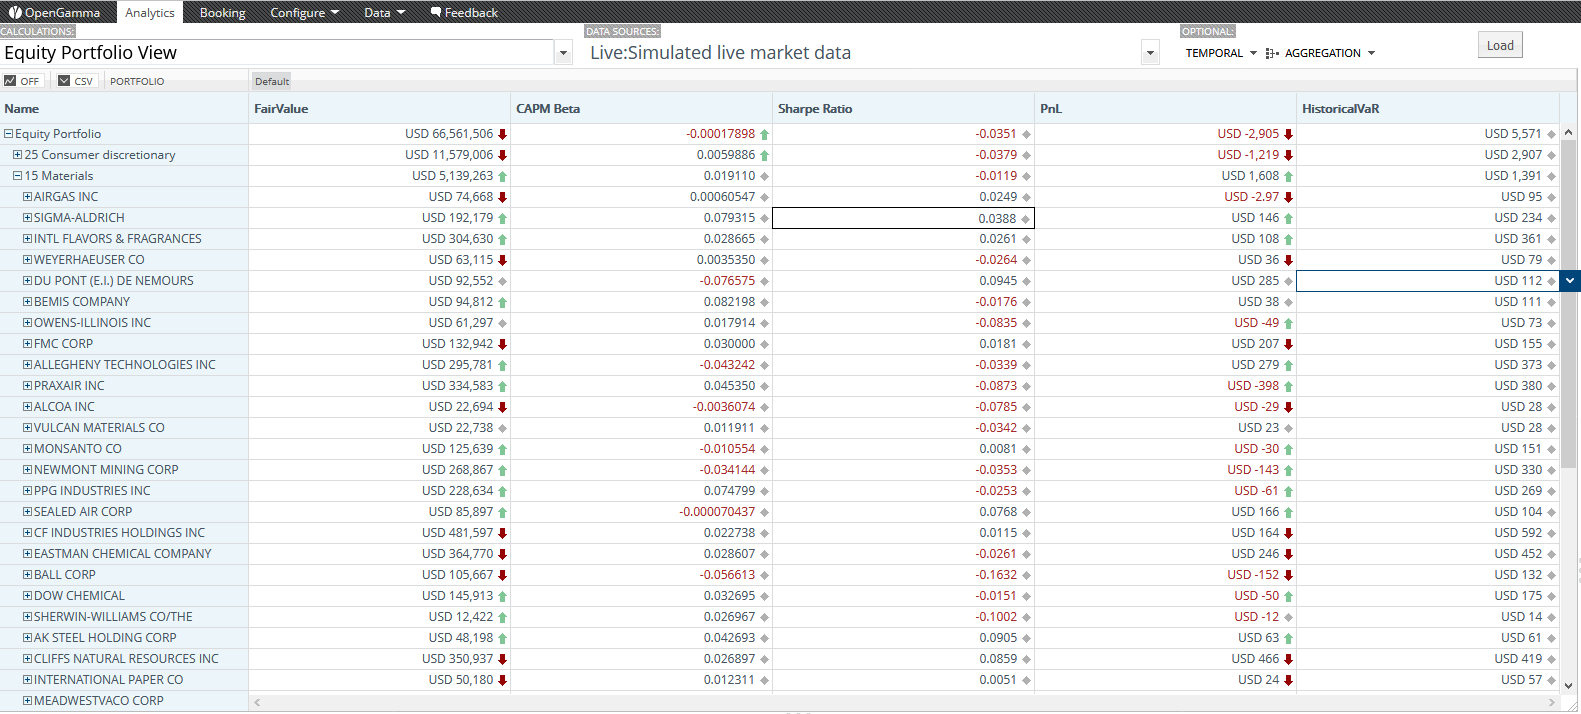 OpenGamma Analytics Booking Configure Data Feedback
CALCULATIONS: DATA SOURCES: OPTIONAL:
Equity Portfolio View Live:Simulated live market data TEMPORAL AGGREGATION Load
OFF CSV PORTFOLIO Default
Name FairValue CAPM Beta Sharpe Ratio PnL HistoricalVaR
Equity Portfolio USD 66,561,506 -0.00017898 -0.0351 USD -2,905 USD 5,571
25 Consumer discretionary USD 11,579,006 0.0059886 -0.0379 USD -1,219 USD 2,907
15 Materials USD 5,139,263 0.019110 -0.0119 USD 1,608 USD 1,391
AIRGAS INC USD 74,668 0.00060547 0.0249 USD -2.97 USD 95
SIGMA-ALDRICH USD 192,179 0.079315 0.0388 USD 146 USD 234
INTL FLAVORS & FRAGRANCES USD 304,630 0.028665 0.0261 USD 108 USD 361
WEYERHAEUSER CO USD 63,115 0.0035350 -0.0264 USD 36 USD 79
DU PONT (E.I.) DE NEMOURS USD 92,552 -0.076575 0.0945 USD 285 USD 112
BEMIS COMPANY USD 94,812 0.082198 -0.0176 USD 38 USD 111
OWENS-ILLINOIS INC USD 61,297 0.017914 -0.0835 USD -49 USD 73
FMC CORP USD 132,942 0.030000 0.0181 USD 207 USD 155
ALLEGHENY TECHNOLOGIES INC USD 295,781 -0.043242 -0.0339 USD 279 USD 373
PRAXAIR INC USD 334,583 0.045350 -0.0873 USD -398 USD 380
ALCOA INC USD 22,694 -0.0036074 -0.0785 USD -29 USD 28
VULCAN MATERIALS CO USD 22,738 0.011911 -0.0342 USD 23 USD 28
MONSANTO CO USD 125,639 -0.010554 0.0081 USD -30 USD 151
NEWMONT MINING CORP USD 268,867 -0.034144 -0.0353 USD -143 USD 330
PPG INDUSTRIES INC USD 228,634 0.074799 -0.0253 USD -61 USD 269
SEALED AIR CORP USD 85,897 -0.000070437 0.0768 USD 166 USD 104
CF INDUSTRIES HOLDINGS INC USD 481,597 0.022738 0.0115 USD 164 USD 592
EASTMAN CHEMICAL COMPANY USD 364,770 0.028607 -0.0261 USD 246 USD 452
BALL CORP USD 105,667 -0.056613 -0.1632 USD -152 USD 132
DOW CHEMICAL USD 145,913 0.032695 -0.0151 USD -50 USD 175
SHERWIN-WILLIAMS CO/THE USD 12,422 0.026967 -0.1002 USD -12 USD 14
AK STEEL HOLDING CORP USD 48,198 0.042693 0.0905 USD 63 USD 61
CLIFFS NATURAL RESOURCES INC USD 350,937 0.026897 0.0859 USD 466 USD 419
INTERNATIONAL PAPER CO USD 50,180 0.012311 0.0051 USD 24 USD 57
MEADWESTVACO CORP